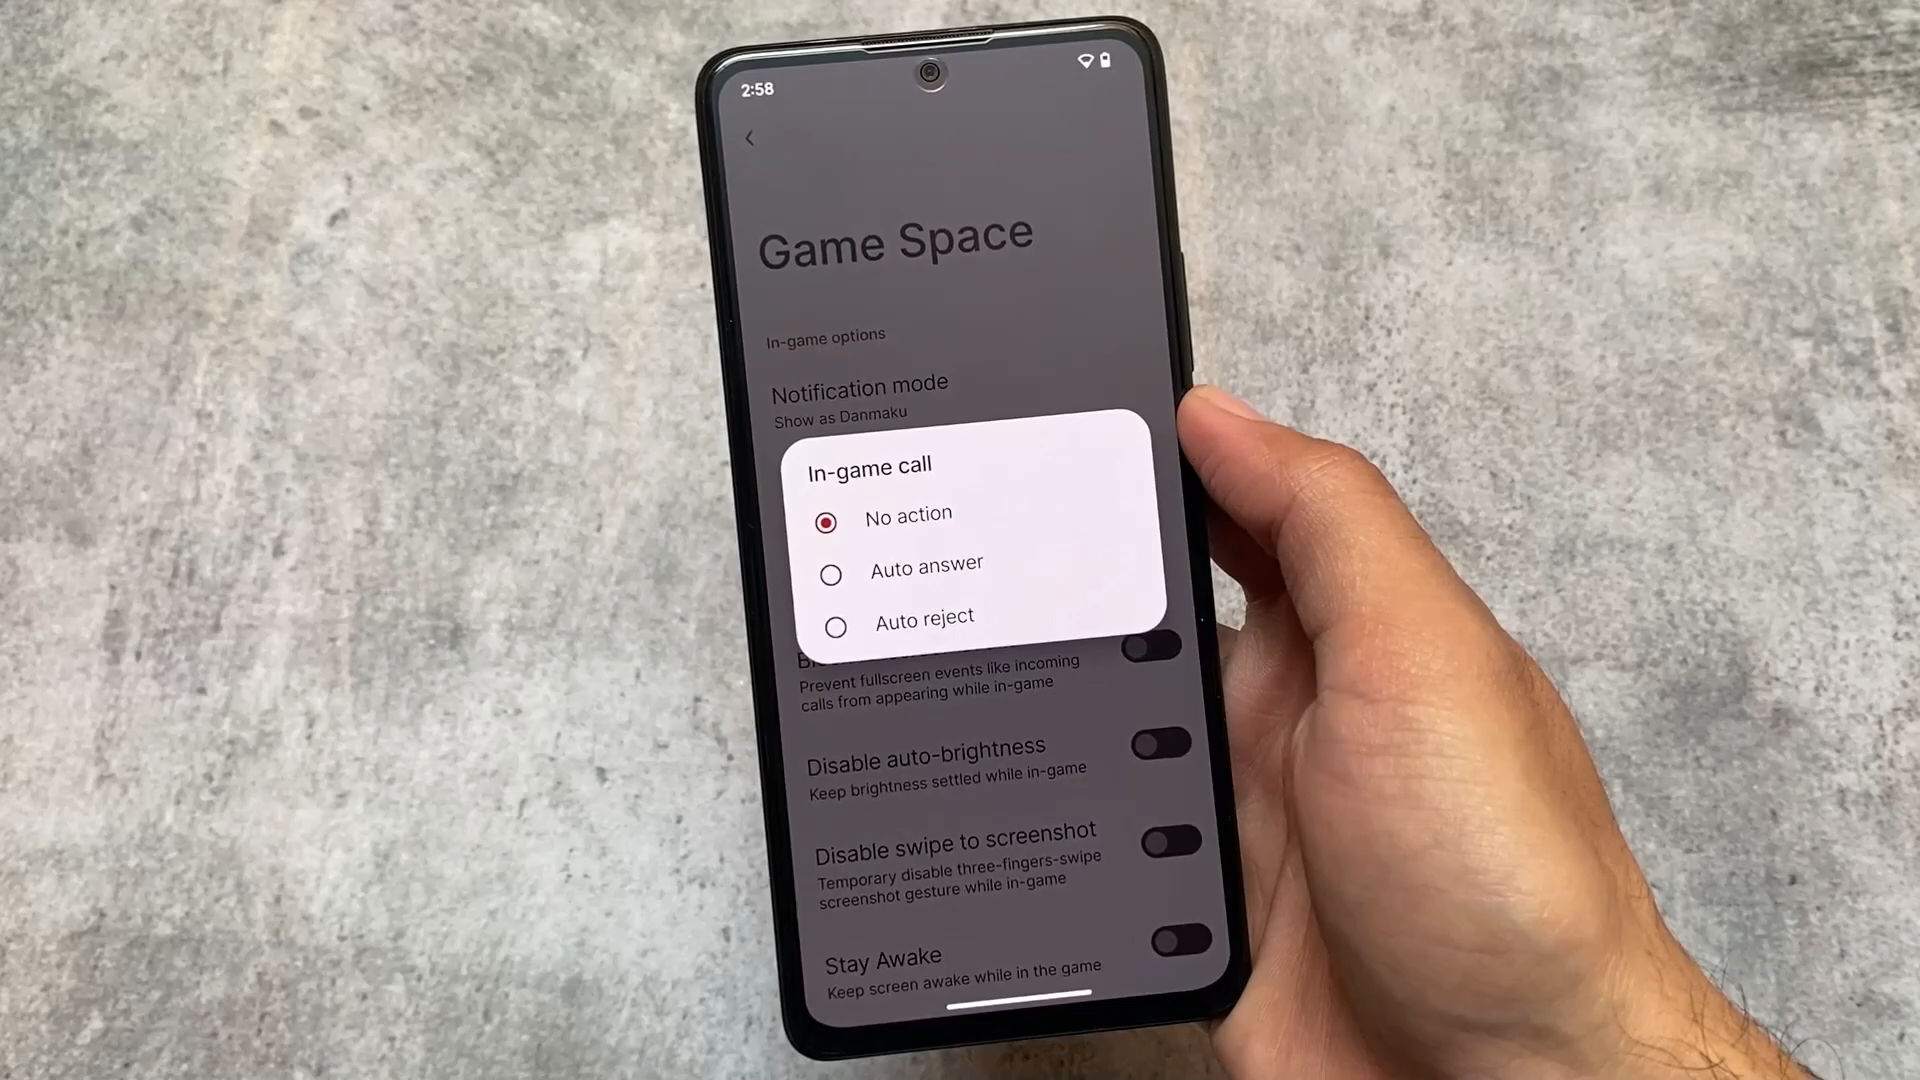 2:58
Game Space
In-game options
Notification mode
Show as Danmaku
In-game call
No action
Auto answer
Auto reject
Prevent fullscreen events like incoming
calls from appearing while in-game
Disable auto-brightness
Keep brightness settled while in-game
Disable swipe to screenshot
Temporary disable three-fingers-swipe
screenshot gesture while in-game
Stay Awake
Keep screen awake while in the game